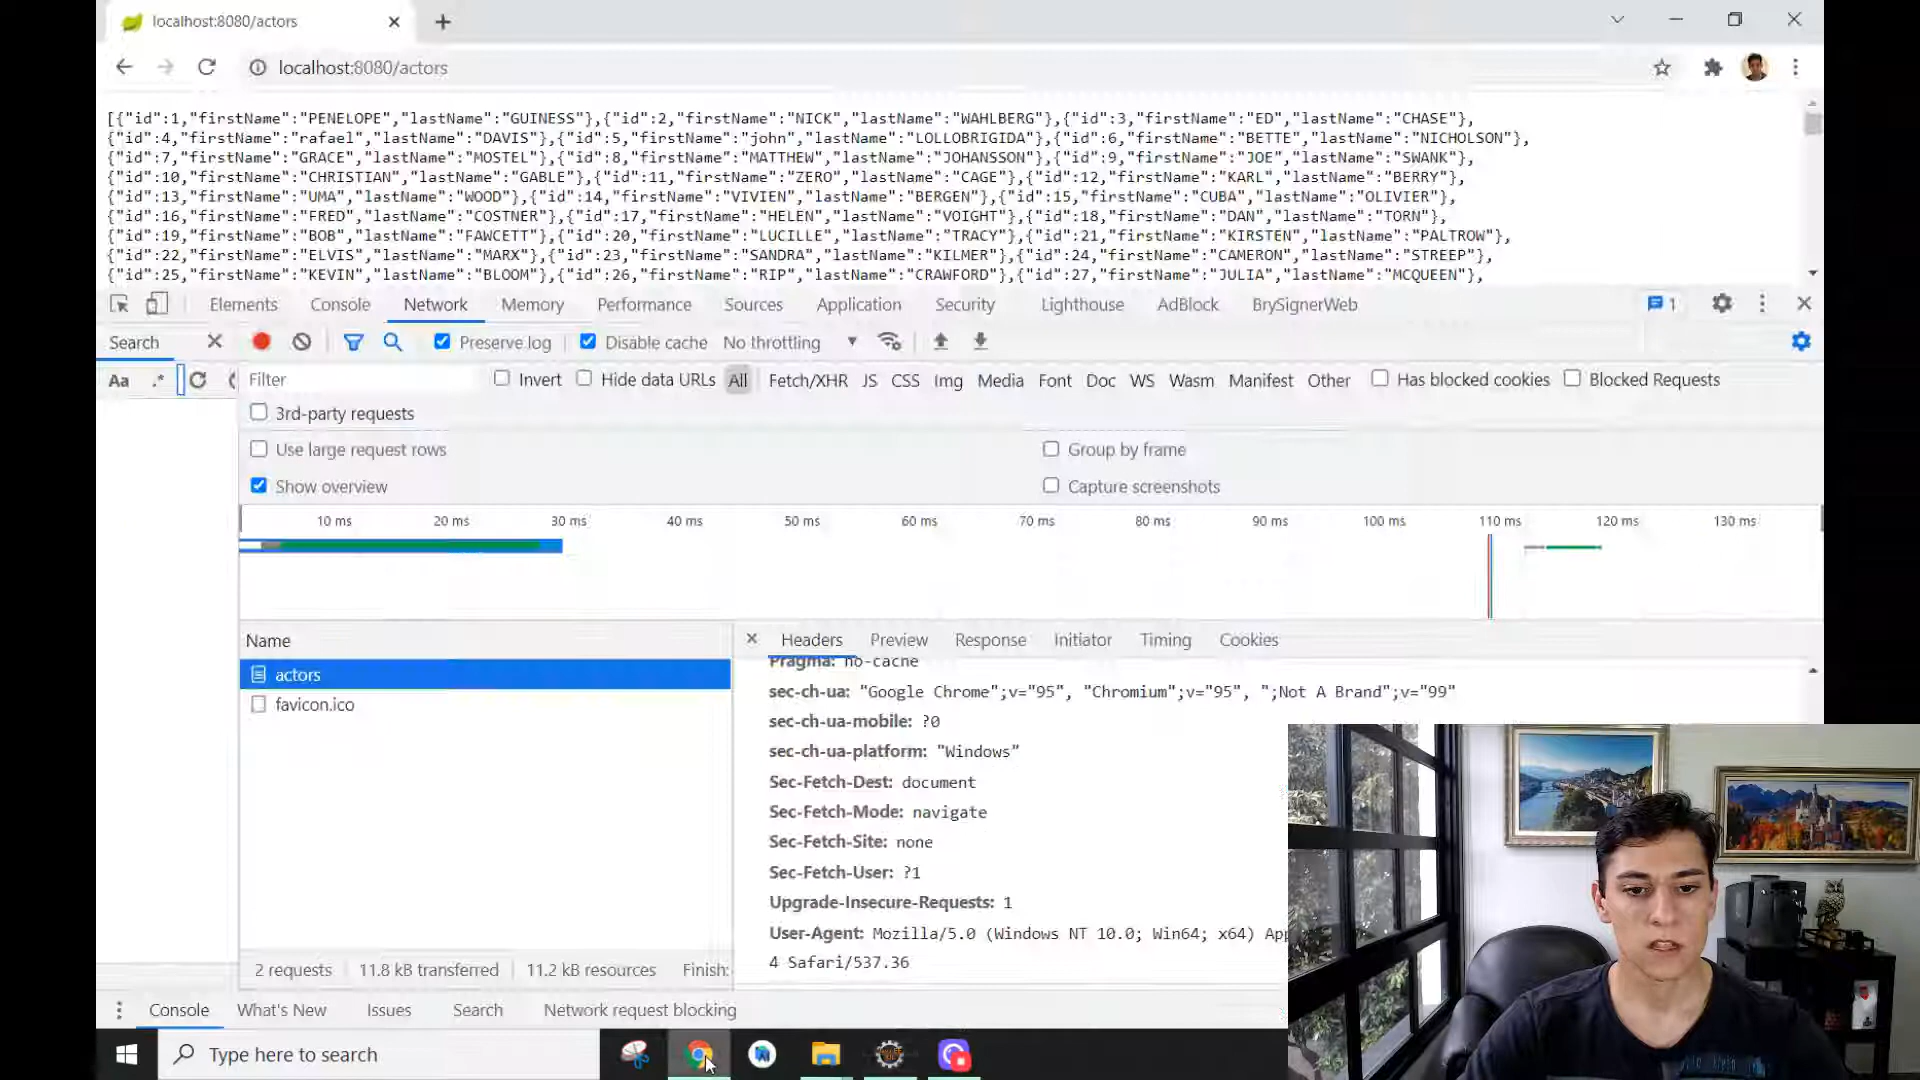 localhost:8080/actors
localhost:8080/actors
[{"id":1,"firstName":"PENELOPE","lastName":"GUINESS"},{"id":2,"firstName":"NICK","lastName":"WAHLBERG"},{"id":3,"firstName":"ED","lastName":"CHASE"},
{"id":4,"firstName":"rafael","lastName":"DAVIS"},{"id":5,"firstName":"john","lastName":"LOLLOBRIGIDA"},{"id":6,"firstName":"BETTE","lastName":"NICHOLSON"},
{"id":7,"firstName":"GRACE","lastName":"MOSTEL"},{"id":8,"firstName":"MATTHEW","lastName":"JOHANSSON"},{"id":9,"firstName":"JOE","lastName":"SWANK"},
{"id":10,"firstName":"CHRISTIAN","lastName":"GABLE"},{"id":11,"firstName":"ZERO","lastName":"CAGE"},{"id":12,"firstName":"KARL","lastName":"BERRY"},
{"id":13,"firstName":"UMA","lastName":"WOOD"},{"id":14,"firstName":"VIVIEN","lastName":"BERGEN"},{"id":15,"firstName":"CUBA","lastName":"OLIVIER"},
{"id":16,"firstName":"FRED","lastName":"COSTNER"},{"id":17,"firstName":"HELEN","lastName":"VOIGHT"},{"id":18,"firstName":"DAN","lastName":"TORN"},
{"id":19,"firstName":"BOB","lastName":"FAWCETT"},{"id":20,"firstName":"LUCILLE","lastName":"TRACY"},{"id":21,"firstName":"KIRSTEN","lastName":"PALTROW"},
{"id":22,"firstName":"ELVIS","lastName":"MARX"},{"id":23,"firstName":"SANDRA","lastName":"KILMER"},{"id":24,"firstName":"CAMERON","lastName":"STREEP"},
{"id":25,"firstName":"KEVIN","lastName":"BLOOM"},{"id":26,"firstName":"RIP","lastName":"CRAWFORD"},{"id":27,"firstName":"JULIA","lastName":"MCQUEEN"},
Elements Console Network Memory Performance Sources Application Security Lighthouse AdBlock BrySignerWeb 1
Search Preserve log Disable cache No throttling
Aa .* Filter Invert Hide data URLs All Fetch/XHR JS CSS Img Media Font Doc WS Wasm Manifest Other Has blocked cookies Blocked Requests
3rd-party requests
Use large request rows Group by frame
Show overview Capture screenshots
10 ms 20 ms 30 ms 40 ms 50 ms 60 ms 70 ms 80 ms 90 ms 100 ms 110 ms 120 ms 130 ms
Name Headers Preview Response Initiator Timing Cookies
actors
favicon.ico
Pragma: no-cache
sec-ch-ua: "Google Chrome";v="95", "Chromium";v="95", ";Not A Brand";v="99"
sec-ch-ua-mobile: ?0
sec-ch-ua-platform: "Windows"
Sec-Fetch-Dest: document
Sec-Fetch-Mode: navigate
Sec-Fetch-Site: none
Sec-Fetch-User: ?1
Upgrade-Insecure-Requests: 1
User-Agent: Mozilla/5.0 (Windows NT 10.0; Win64; x64) App
4 Safari/537.36
2 requests 11.8 kB transferred 11.2 kB resources Finish:
Console What's New Issues Search Network request blocking
Type here to search